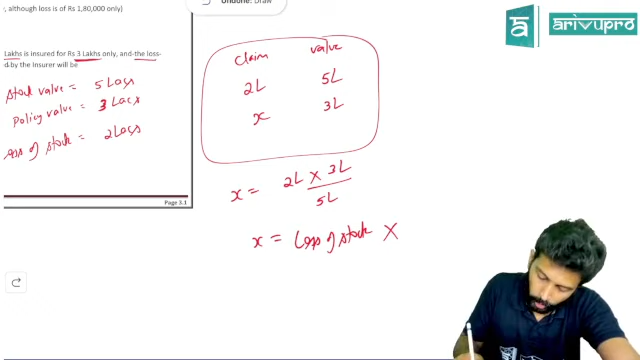 Undone: Draw
, although loss is of Rs 1,80,000 only)
Lakhs is insured for Rs 3 Lakhs only, and the loss
d by the Insurer will be
stock value = 5 Lacs
policy value = 3 Lacs
Loss of stock = 2 Lacs
Page 3.1
claim value
2L 5L
x 3L
x = 2L X 3L
5L
x = Loss of stock X
arivupro